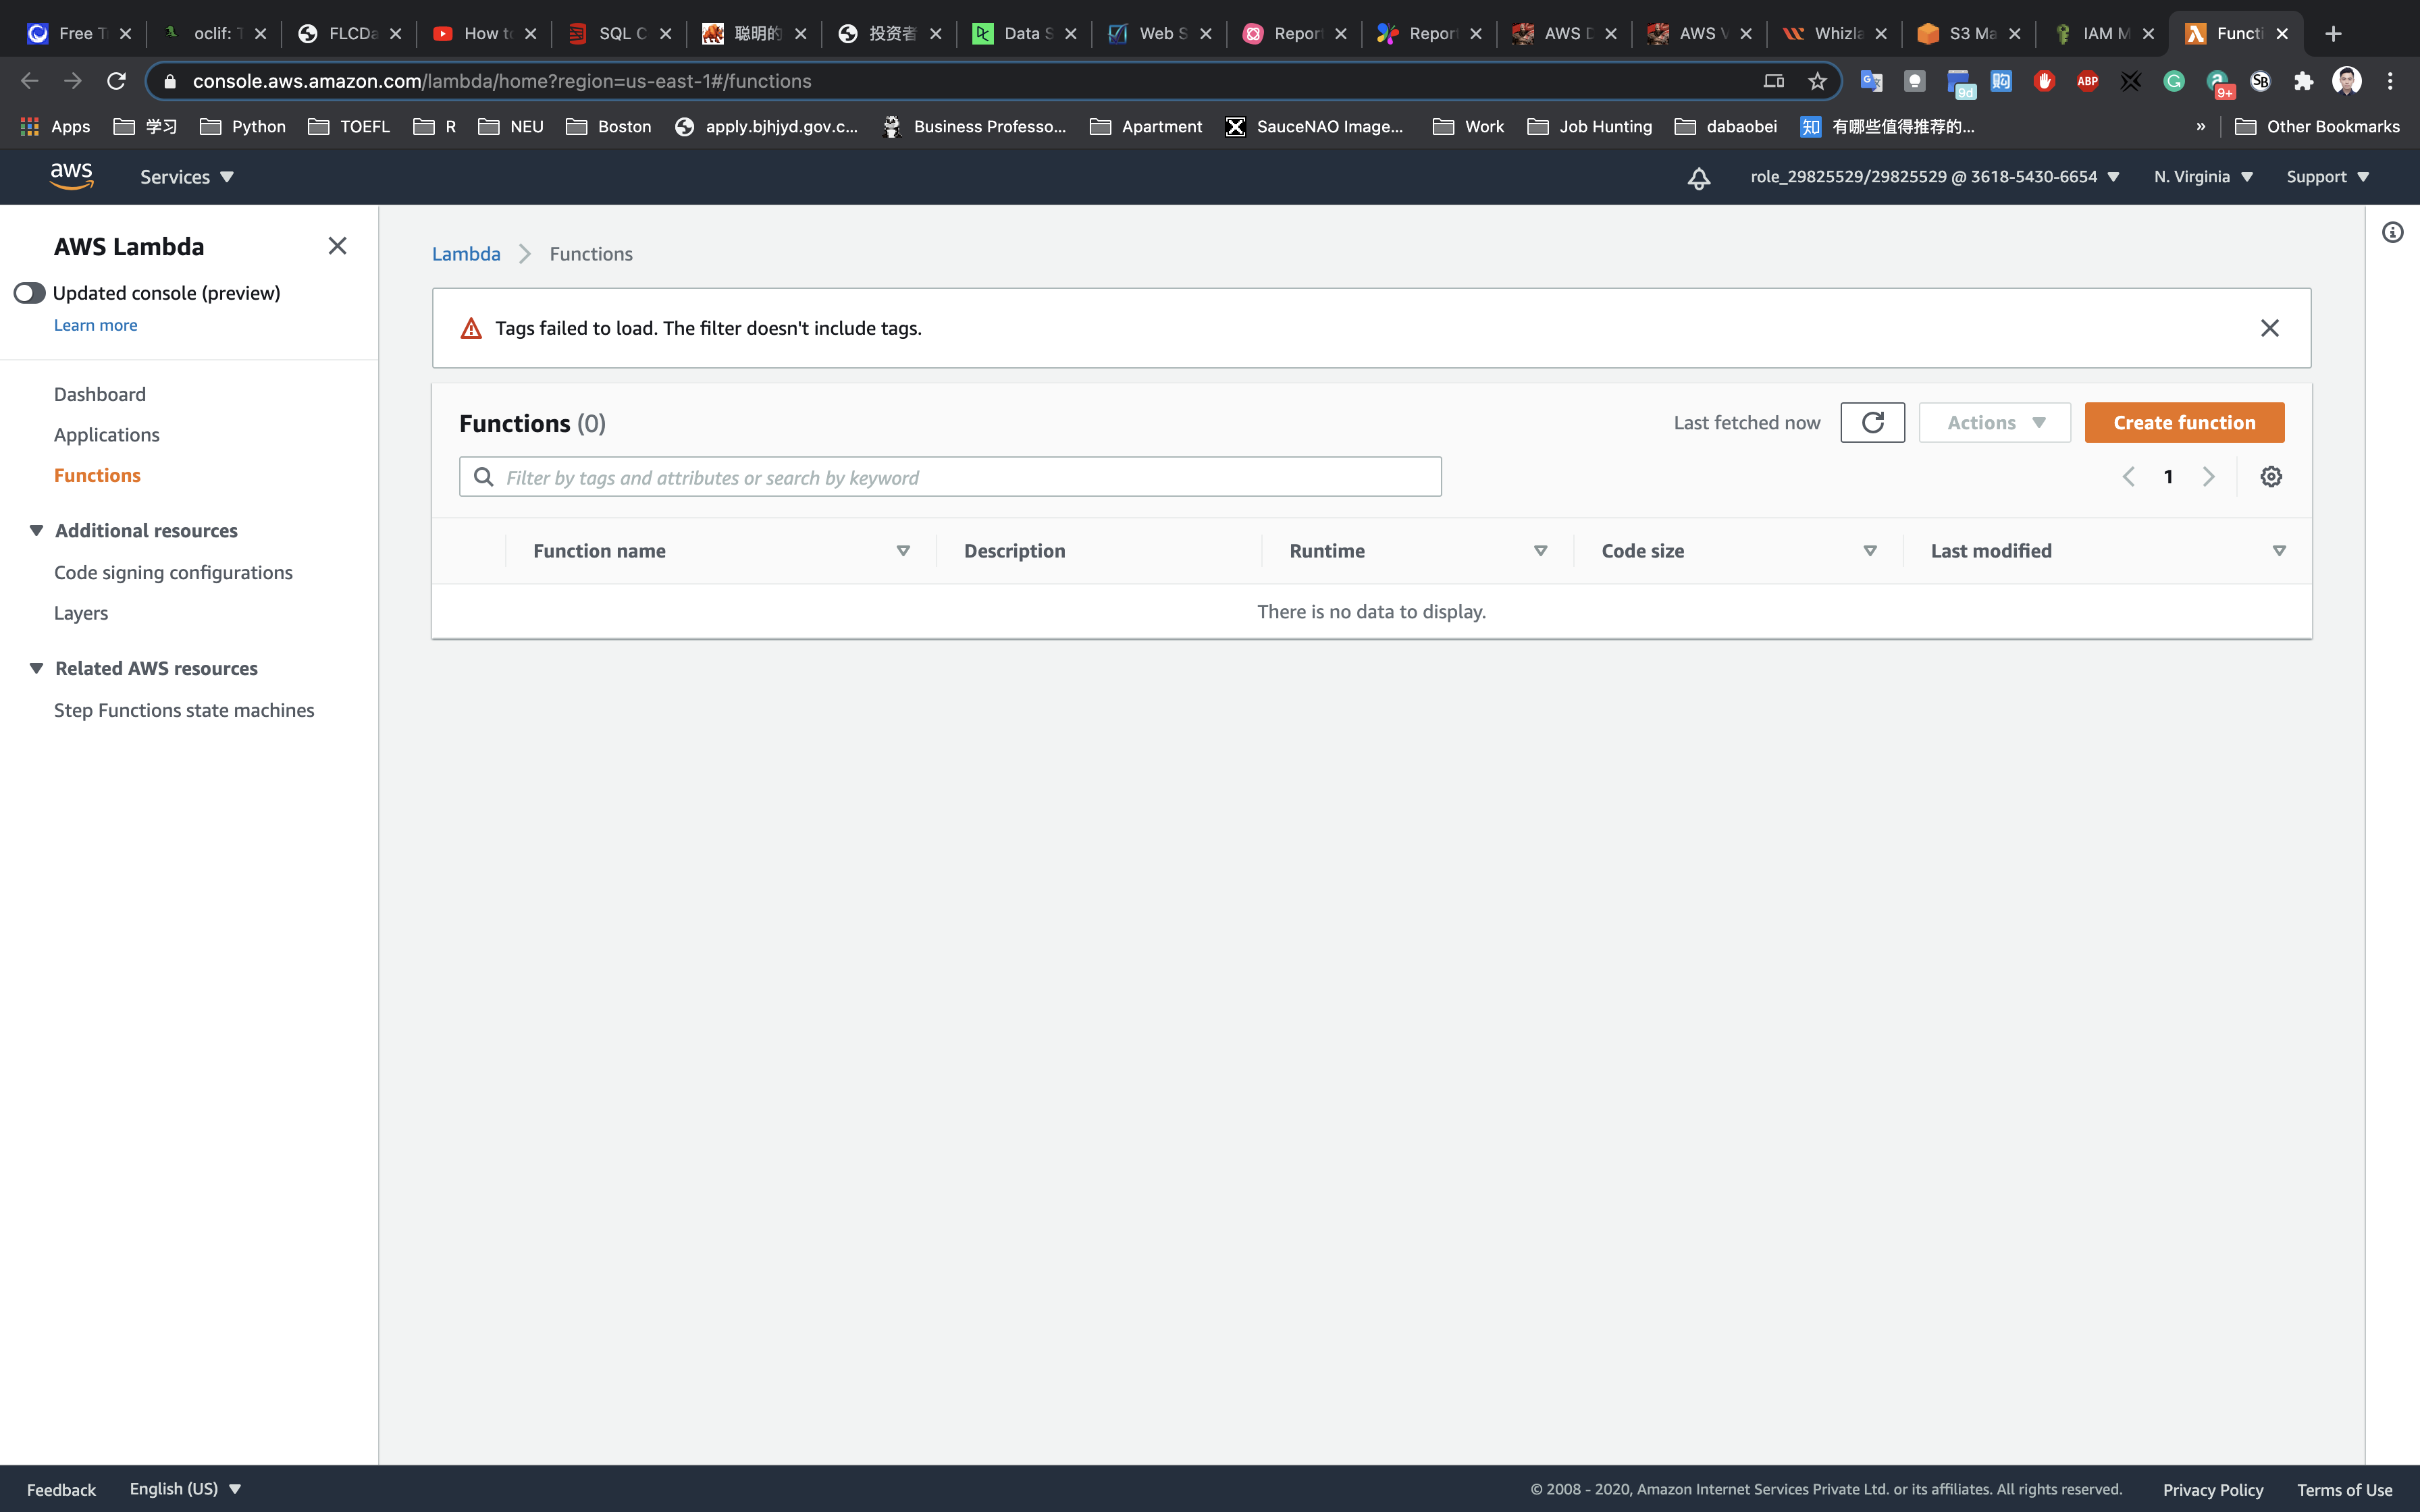 Free T
oclif: T
FLCDa
How to
SQL C
聪明的
投资者
Data S
Web S
Report
Report
AWS D
AWS V
Whizla
S3 Ma
IAM M
Functi
console.aws.amazon.com/lambda/home?region=us-east-1#/functions
9d
ABP
9+
SB
Apps
学习
Python
TOEFL
R
NEU
Boston
apply.bjhjyd.gov.c...
Business Professo...
Apartment
SauceNAO Image...
Work
Job Hunting
dabaobei
知 有哪些值得推荐的...
»
Other Bookmarks
aws
Services
role_29825529/29825529 @ 3618-5430-6654
N. Virginia
Support
AWS Lambda
Updated console (preview)
Learn more
Dashboard
Applications
Functions
Additional resources
Code signing configurations
Layers
Related AWS resources
Step Functions state machines
Lambda
Functions
Tags failed to load. The filter doesn't include tags.
Functions (0)
Last fetched now
Actions
Create function
Filter by tags and attributes or search by keyword
1
Function name
Description
Runtime
Code size
Last modified
There is no data to display.
Feedback
English (US)
© 2008 - 2020, Amazon Internet Services Private Ltd. or its affiliates. All rights reserved.
Privacy Policy
Terms of Use